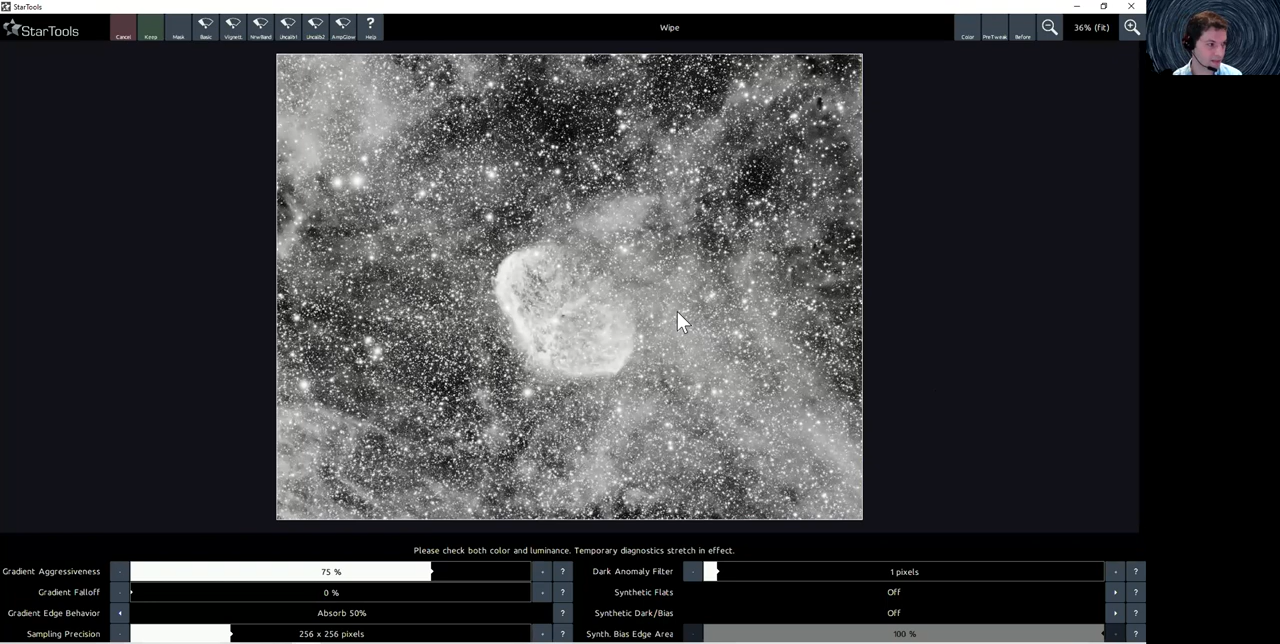 StarTools
StarTools
Cancel Keep Mask Basic Vignett. NrwBand Uncalib1 Uncalib2 AmpGlow Help
Wipe
Color PreTweak Before 36% (fit)
Please check both color and luminance. Temporary diagnostics stretch in effect.
Gradient Aggressiveness - 75 % + ? Dark Anomaly Filter - 1 pixels + ?
Gradient Falloff - 0 % + ? Synthetic Flats Off ?
Gradient Edge Behavior Absorb 50% ? Synthetic Dark/Bias Off ?
Sampling Precision - 256 x 256 pixels + ? Synth. Bias Edge Area - 100 % + ?